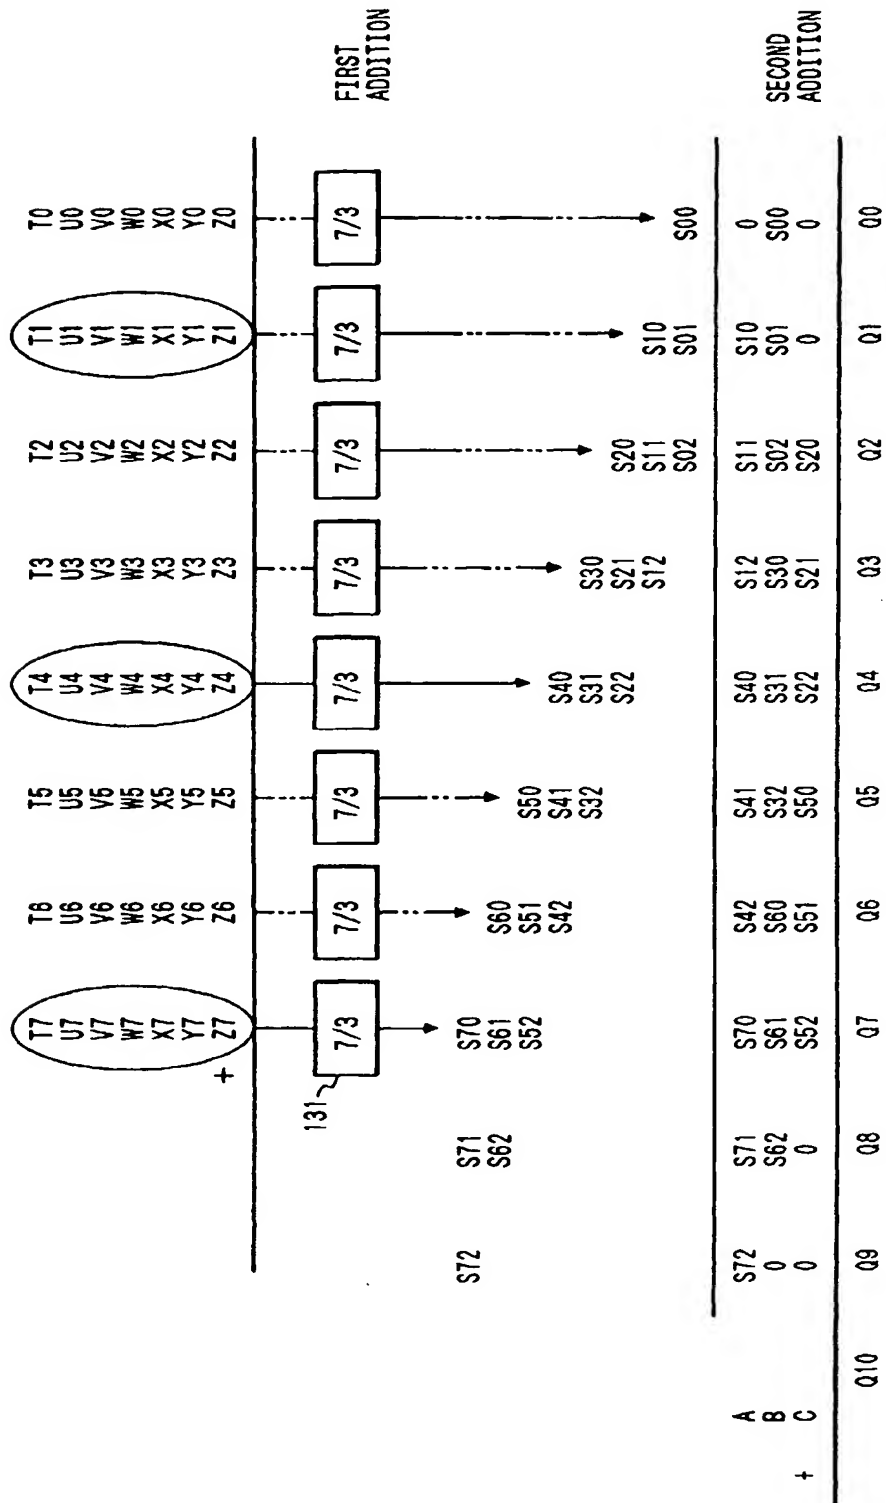 T7 T6 T5 T4 T3 T2 T1 T0
U7 U6 U5 U4 U3 U2 U1 U0
V7 V6 V5 V4 V3 V2 V1 V0
W7 W6 W5 W4 W3 W2 W1 W0
X7 X6 X5 X4 X3 X2 X1 X0
Y7 Y6 Y5 Y4 Y3 Y2 Y1 Y0
+ Z7 Z6 Z5 Z4 Z3 Z2 Z1 Z0
131 7/3 7/3 7/3 7/3 7/3 7/3 7/3 7/3 FIRST
ADDITION
S72 S71 S70
S62 S61 S60
S52 S51 S50
S42 S41 S40
S32 S31 S30
S22 S21 S20
S12 S11 S10
S02 S01 S00
A S72 S71 S70 S42 S41 S40 S12 S11 S10 0
B 0 S62 S61 S60 S32 S31 S30 S02 S01 S00 SECOND
+ C 0 0 S52 S51 S50 S22 S21 S20 0 0 ADDITION
Q10 Q9 Q8 Q7 Q6 Q5 Q4 Q3 Q2 Q1 Q0